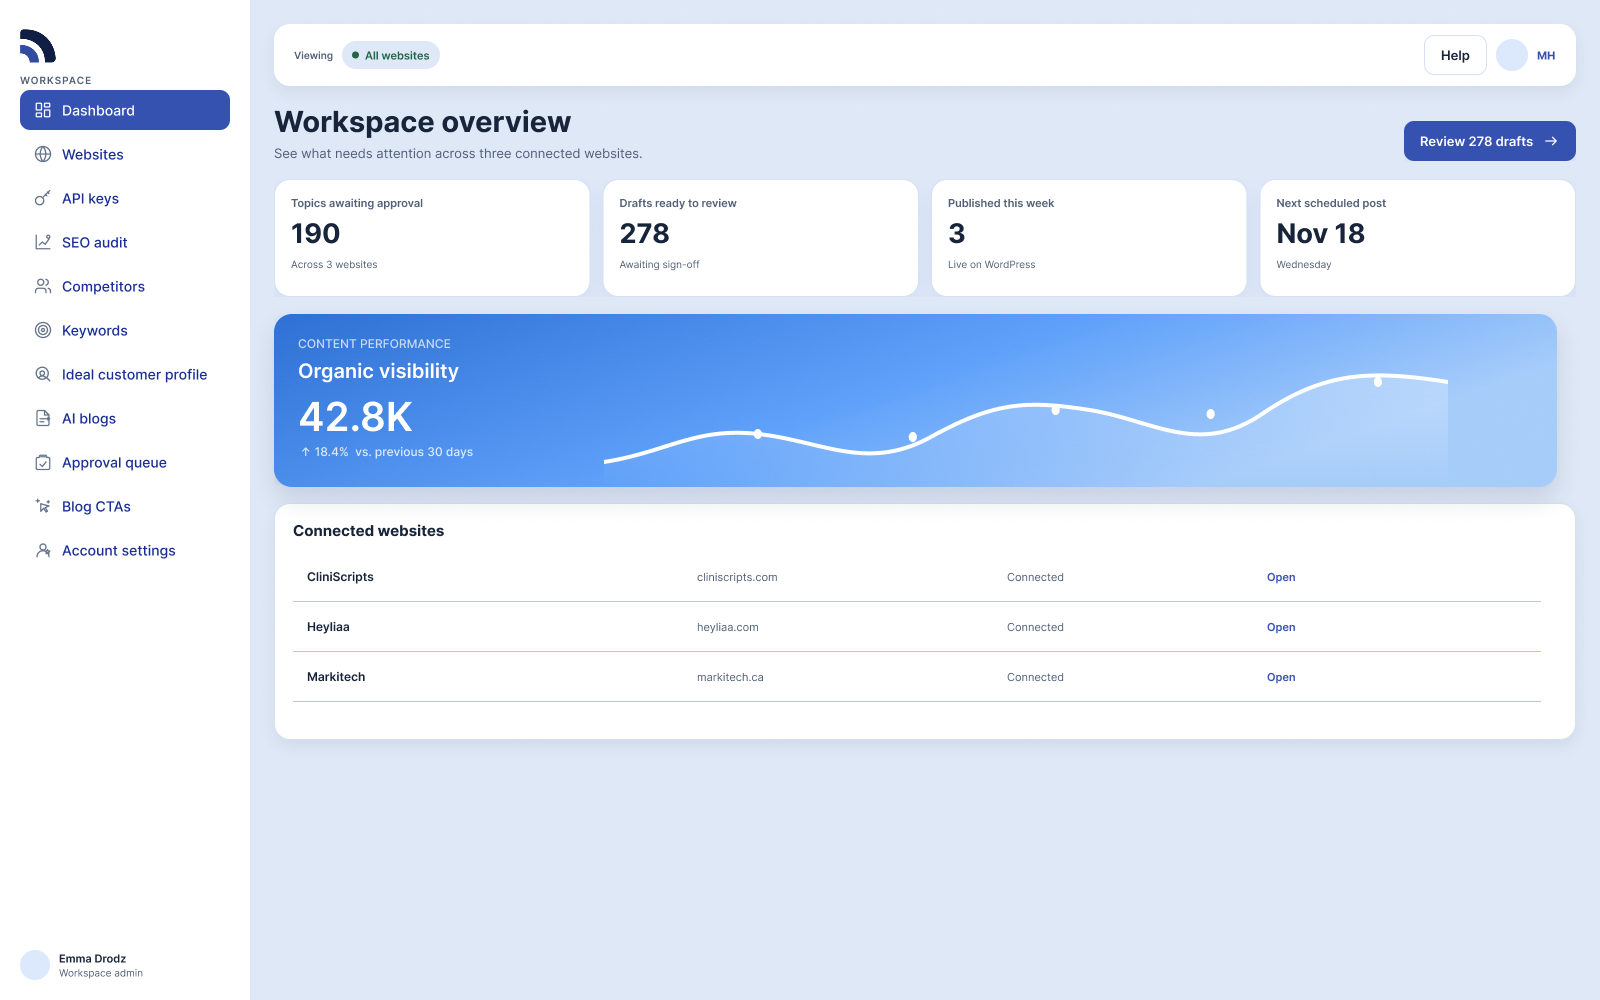 WORKSPACE
Dashboard
Websites
API keys
SEO audit
Competitors
Keywords
Ideal customer profile
AI blogs
Approval queue
Blog CTAs
Account settings
Emma Drodz
Workspace admin
Viewing
All websites
Help
MH
Workspace overview
See what needs attention across three connected websites.
Review 278 drafts
Topics awaiting approval
190
Across 3 websites
Drafts ready to review
278
Awaiting sign-off
Published this week
3
Live on WordPress
Next scheduled post
Nov 18
Wednesday
CONTENT PERFORMANCE
Organic visibility
42.8K
↑ 18.4% vs. previous 30 days
Connected websites
CliniScripts cliniscripts.com Connected Open
Heyliaa heyliaa.com Connected Open
Markitech markitech.ca Connected Open